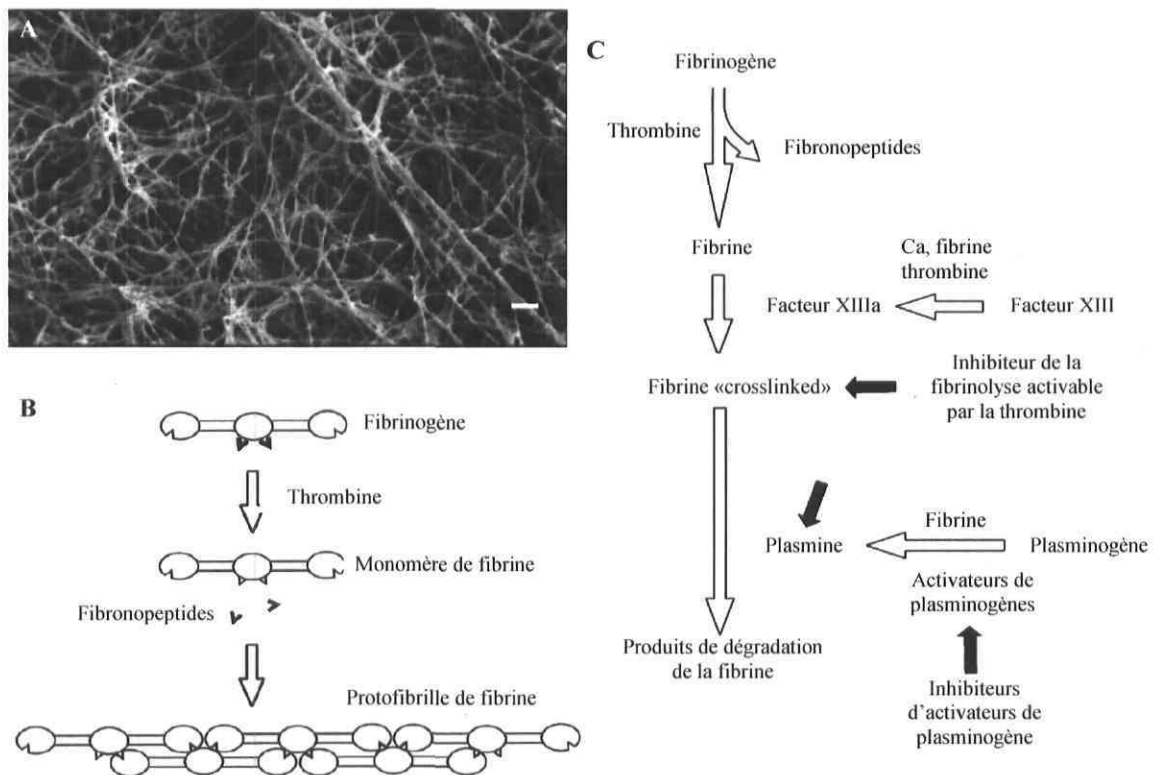 A
B
Fibrinogène
Thrombine
Monomère de fibrine
Fibronopeptides
Protofibrille de fibrine
C
Fibrinogène
Thrombine
Fibronopeptides
Fibrine
Ca, fibrine
thrombine
Facteur XIIIa
Facteur XIII
Fibrine «crosslinked»
Inhibiteur de la
fibrinolyse activable
par la thrombine
Fibrine
Plasmine
Plasminogène
Activateurs de
plasminogènes
Produits de dégradation
de la fibrine
Inhibiteurs
d'activateurs de
plasminogène